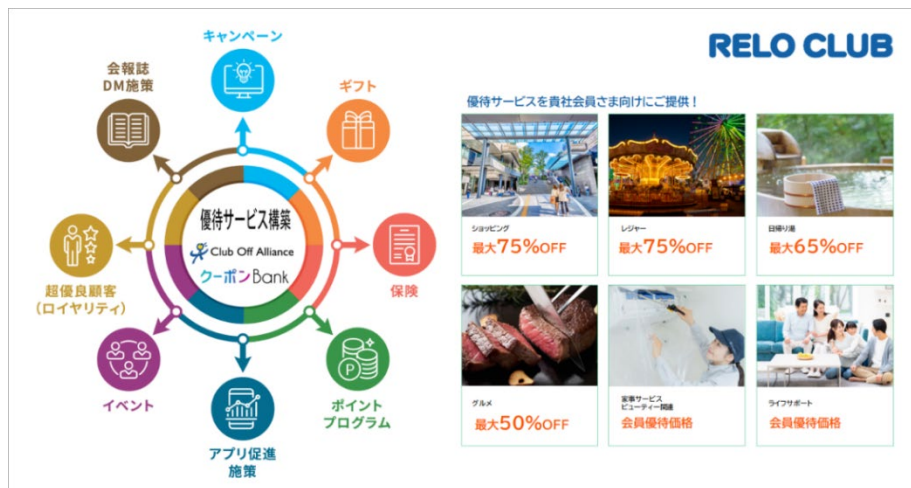 キャンペーン
会報誌
DM施策
ギフト
優待サービス構築
Club Off Alliance
クーポンBank
超優良顧客
(ロイヤリティ)
保険
イベント
ポイント
プログラム
P
アプリ促進
施策
RELO CLUB
優待サービスを貴社会員さま向けにご提供！
ショッピング
最大75%OFF
レジャー
最大75%OFF
日帰り湯
最大65%OFF
グルメ
最大50%OFF
家事サービス
ビューティー関連
会員優待価格
ライフサポート
会員優待価格